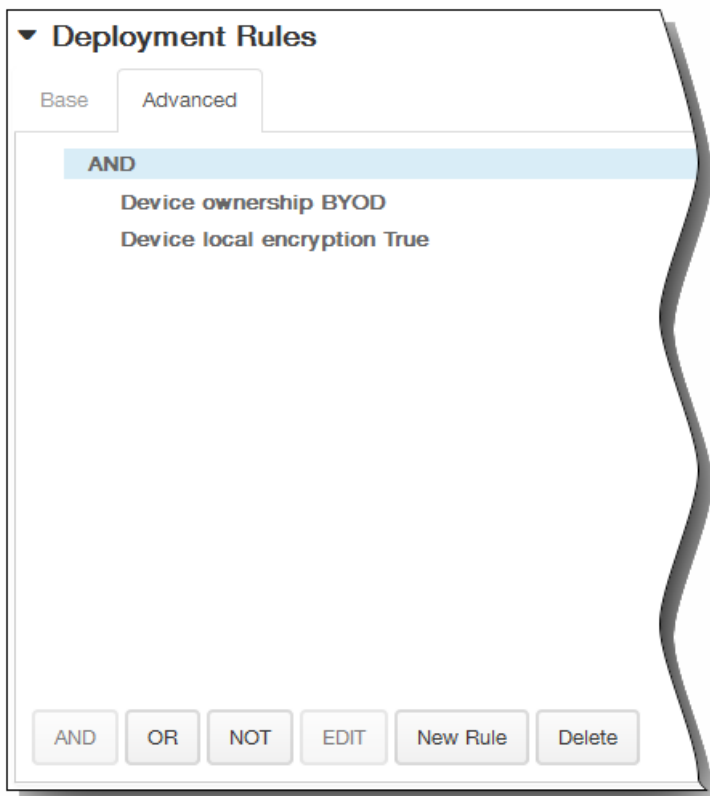 Deployment Rules
Base Advanced
AND
Device ownership BYOD
Device local encryption True
AND OR NOT EDIT New Rule Delete